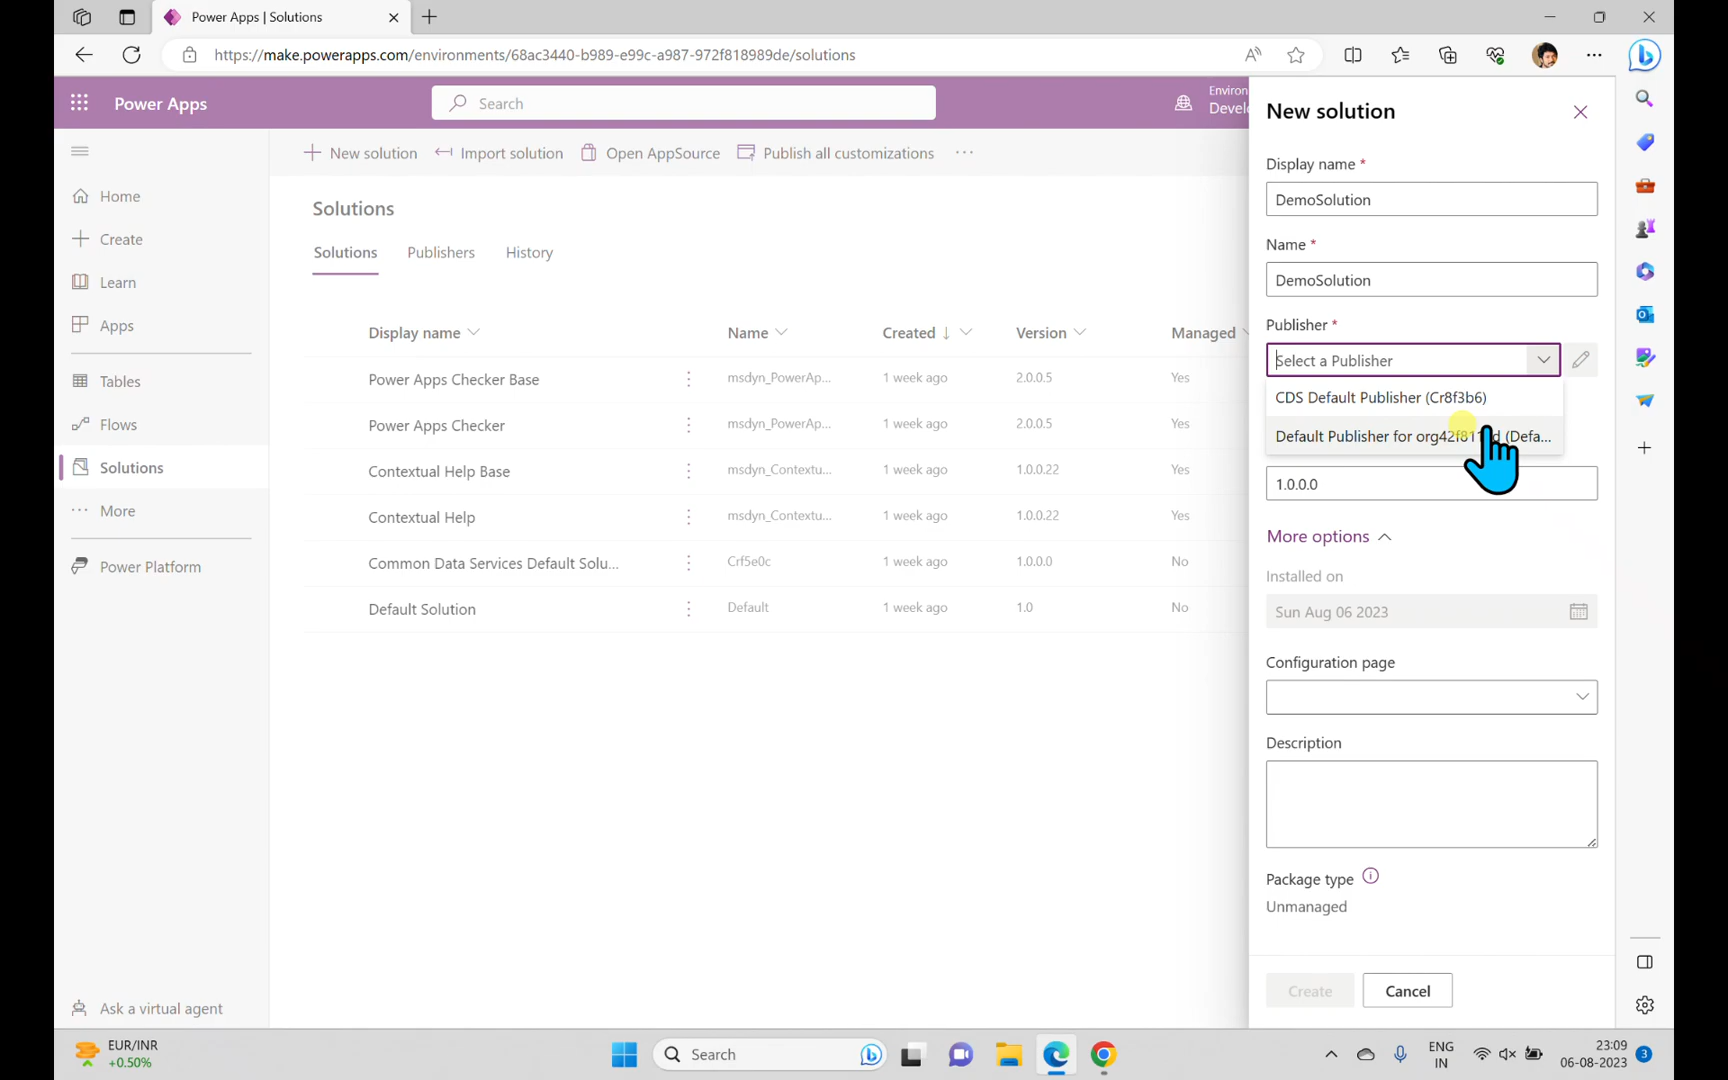 Power Apps | Solutions
https://make.powerapps.com/environments/68ac3440-b989-e99c-a987-972f818989de/solutions
Power Apps
Search
Environ
Develo
New solution
Import solution
Open AppSource
Publish all customizations
Home
Create
Learn
Apps
Tables
Flows
Solutions
More
Power Platform
Ask a virtual agent
Solutions
Solutions Publishers History
Display name Name Created ↓ Version Managed
Power Apps Checker Base msdyn_PowerAp... 1 week ago 2.0.0.5 Yes
Power Apps Checker msdyn_PowerAp... 1 week ago 2.0.0.5 Yes
Contextual Help Base msdyn_Contextu... 1 week ago 1.0.0.22 Yes
Contextual Help msdyn_Contextu... 1 week ago 1.0.0.22 Yes
Common Data Services Default Solu... Crf5e0c 1 week ago 1.0.0.0 No
Default Solution Default 1 week ago 1.0 No
New solution
Display name *
DemoSolution
Name *
DemoSolution
Publisher *
Select a Publisher
CDS Default Publisher (Cr8f3b6)
Default Publisher for (Defa...
1.0.0.0
More options
Installed on
Sun Aug 06 2023
Configuration page
Description
Package type
Unmanaged
Create Cancel
EUR/INR
+0.50%
Search
ENG
IN
23:09
06-08-2023
3